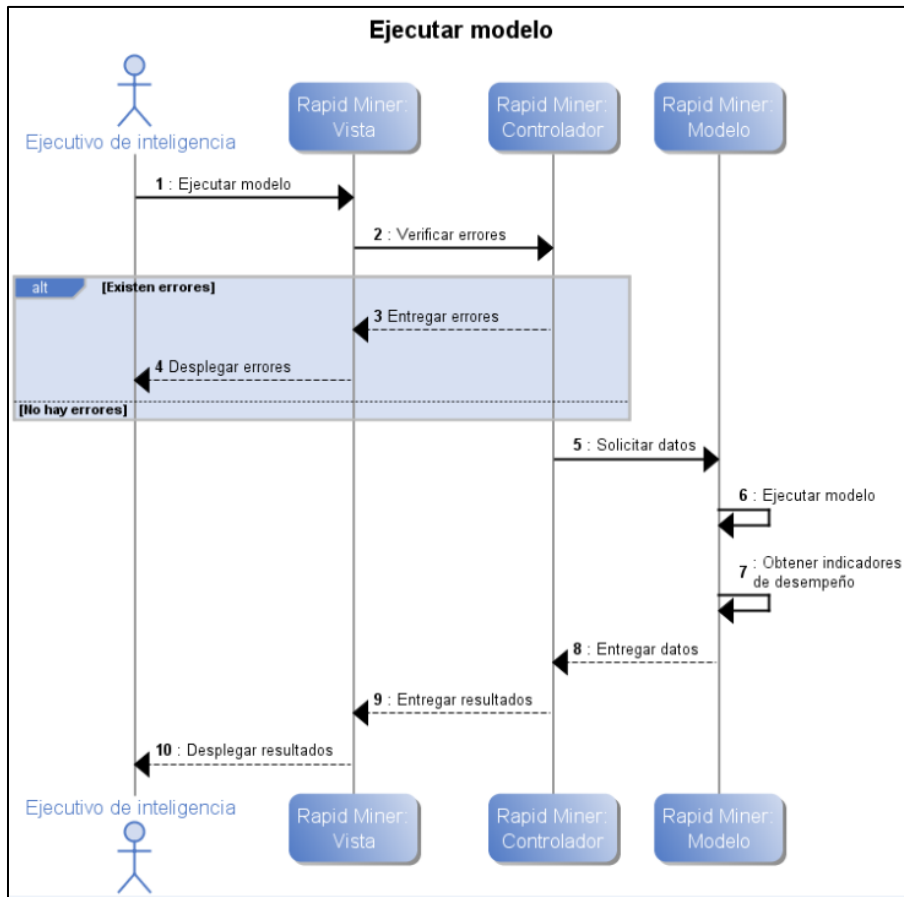 Ejecutar modelo
Ejecutivo de inteligencia
Rapid Miner:
Vista
Rapid Miner:
Controlador
Rapid Miner:
Modelo
1 : Ejecutar modelo
2 : Verificar errores
alt [Existen errores]
3 Entregar errores
4 Desplegar errores
[No hay errores]
5 : Solicitar datos
6 : Ejecutar modelo
7 : Obtener indicadores
de desempeño
8 : Entregar datos
9 : Entregar resultados
10 : Desplegar resultados
Ejecutivo de inteligencia
Rapid Miner:
Vista
Rapid Miner:
Controlador
Rapid Miner:
Modelo